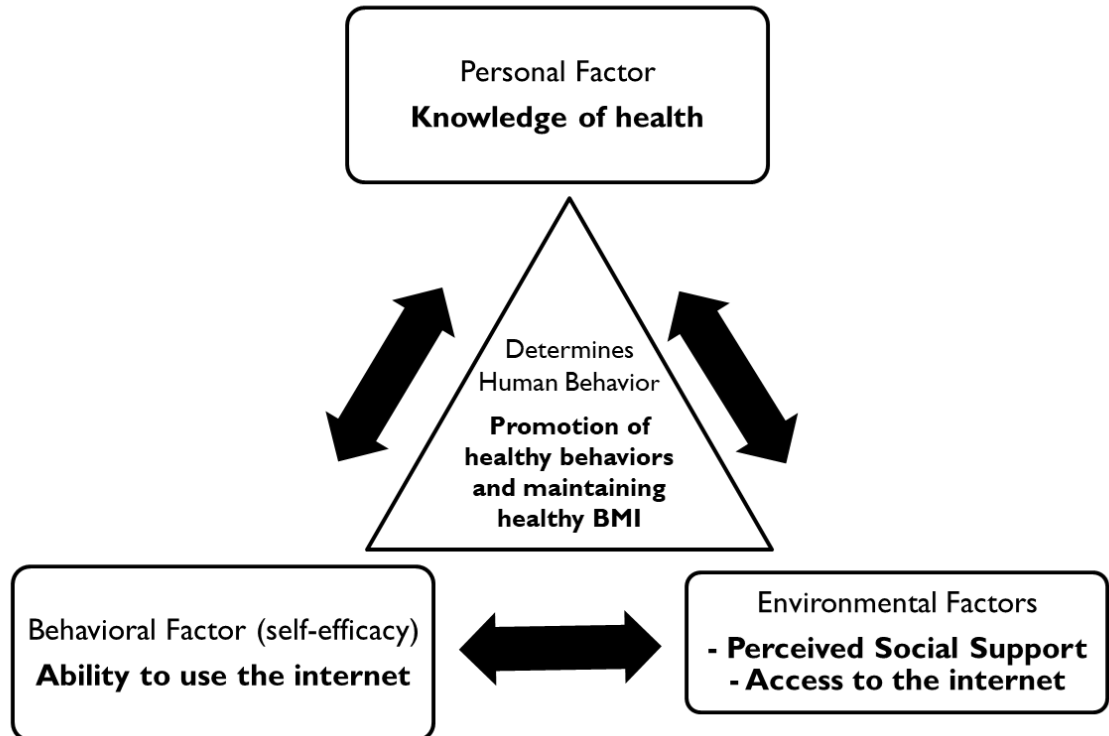 Personal Factor
Knowledge of health
Determines
Human Behavior
Promotion of
healthy behaviors
and maintaining
healthy BMI
Behavioral Factor (self-efficacy)
Ability to use the internet
Environmental Factors
- Perceived Social Support
- Access to the internet